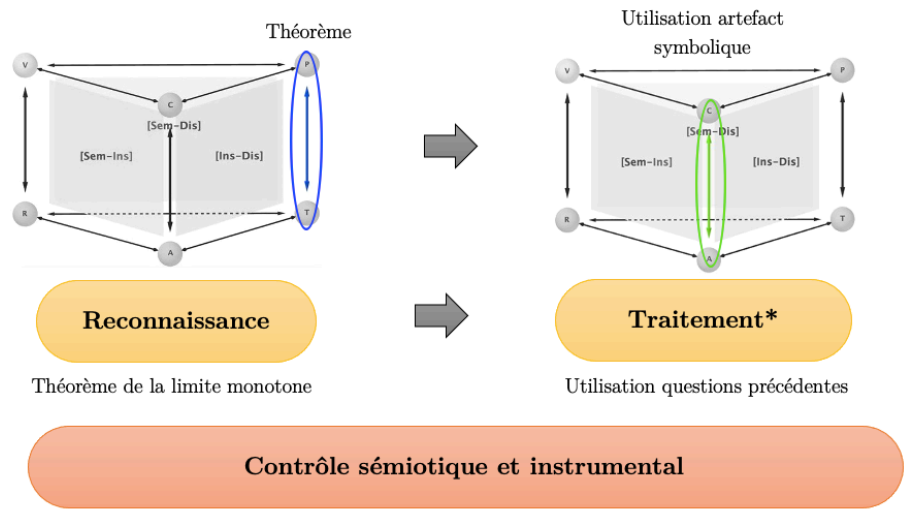 Théorème
V
P
C
[Sem-Dis]
[Sem-Ins]
[Ins-Dis]
R
T
A
Utilisation artefact
symbolique
V
P
C
[Sem-Dis]
[Sem-Ins]
[Ins-Dis]
R
T
A
Reconnaissance
Traitement*
Théorème de la limite monotone
Utilisation questions précédentes
Contrôle sémiotique et instrumental